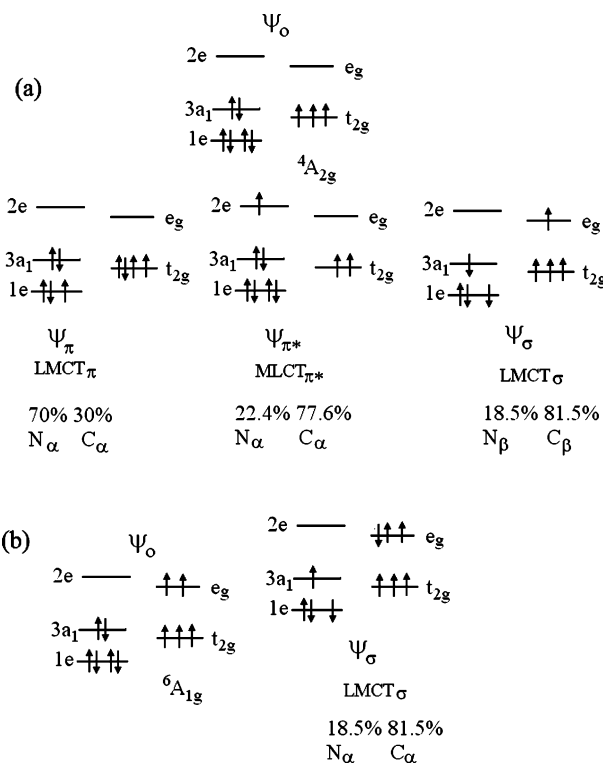 Ψo
2e
eg
(a)
3a1
t2g
1e
4A2g
2e
eg
3a1
t2g
1e
Ψπ
LMCTπ
70% 30%
Nα Cα
2e
eg
3a1
t2g
1e
Ψπ*
MLCTπ*
22.4% 77.6%
Nα Cα
2e
eg
3a1
t2g
1e
Ψσ
LMCTσ
18.5% 81.5%
Nβ Cβ
(b)
Ψo
2e
eg
3a1
t2g
1e
6A1g
2e
eg
3a1
t2g
1e
Ψσ
LMCTσ
18.5% 81.5%
Nα Cα